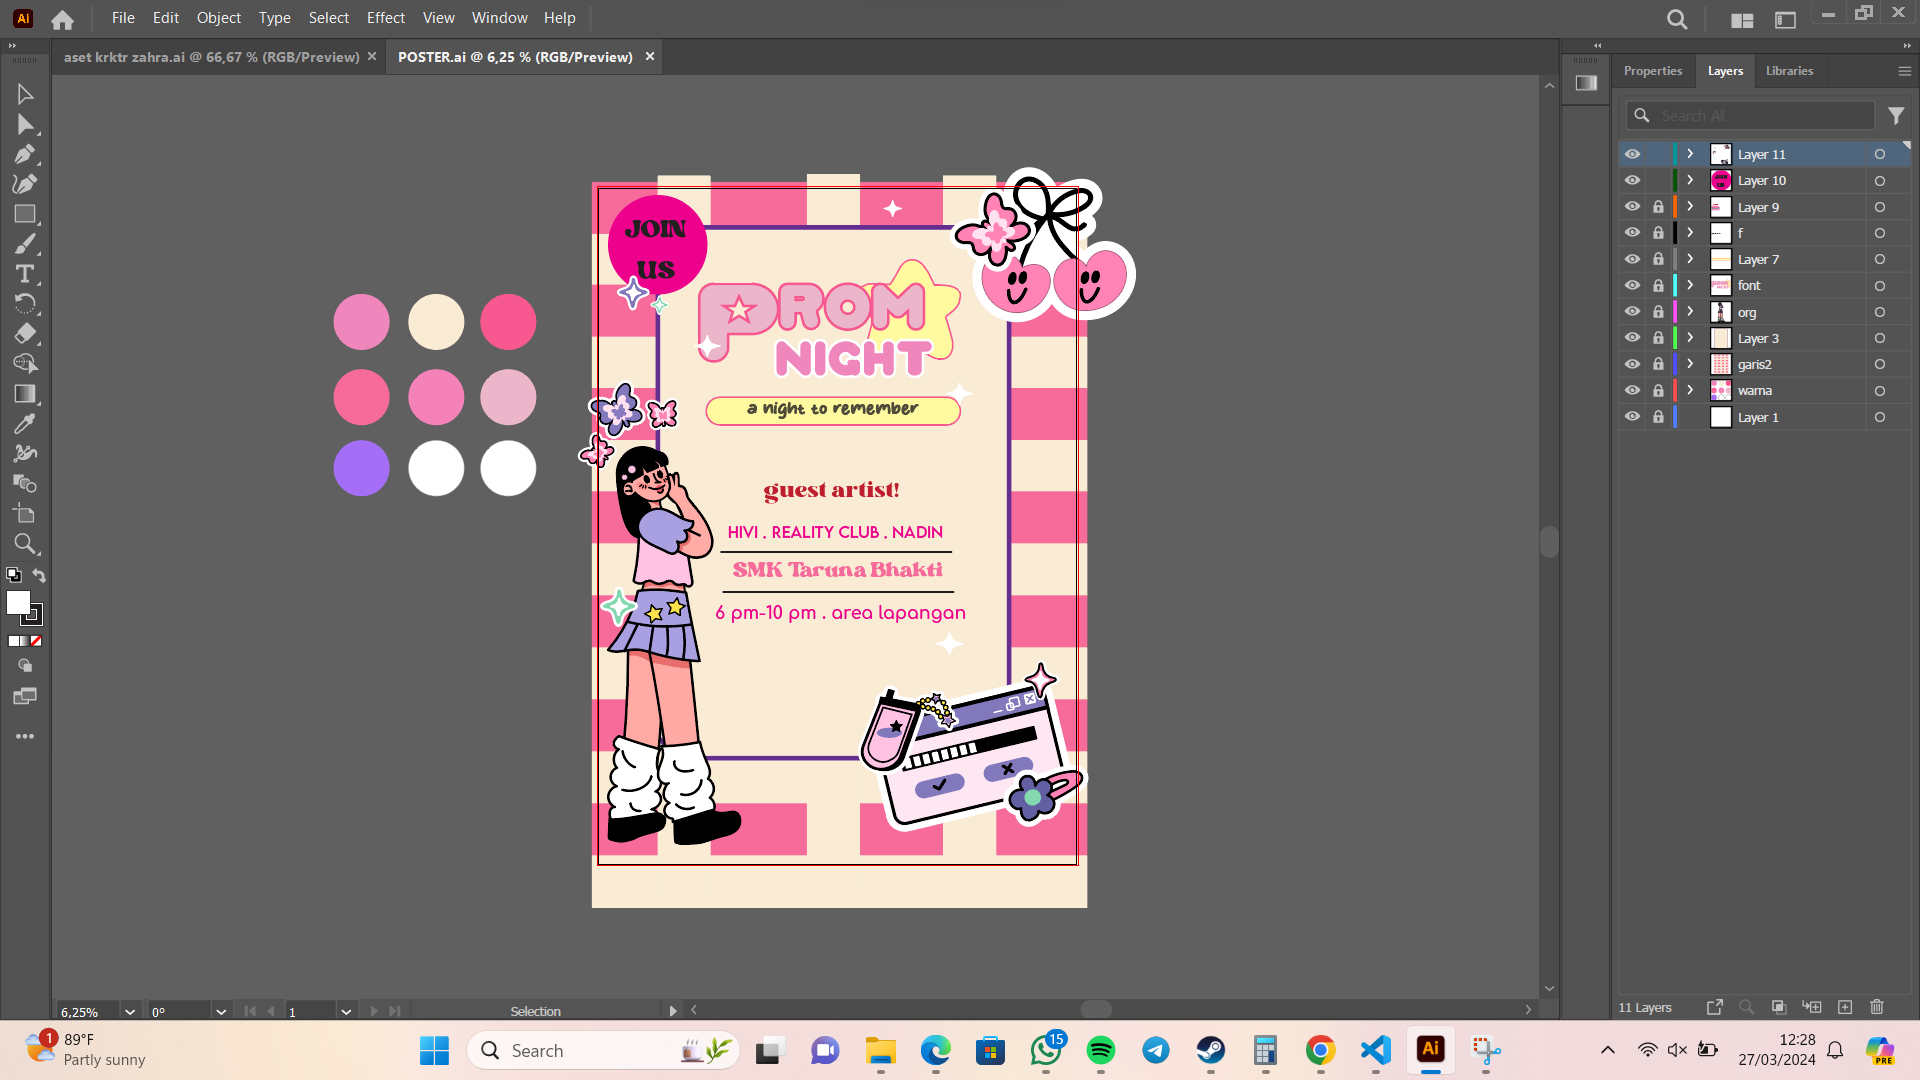 Ai File Edit Object Type Select Effect View Window Help
aset krktr zahra.ai @ 66,67 % (RGB/Preview) × POSTER.ai @ 6,25 % (RGB/Preview) ×
Properties Layers Libraries
Search All
Layer 11
Layer 10
Layer 9
f
Layer 7
font
org
Layer 3
garis2
warna
Layer 1
JOIN
us
PROM
NIGHT
a night to remember
guest artist!
HIVI . REALITY CLUB . NADIN
SMK Taruna Bhakti
6 pm-10 pm . area lapangan
6,25% 0° 1 Selection
11 Layers
1 89°F
Partly sunny
Search
15
Ai
12:28
27/03/2024
PRE